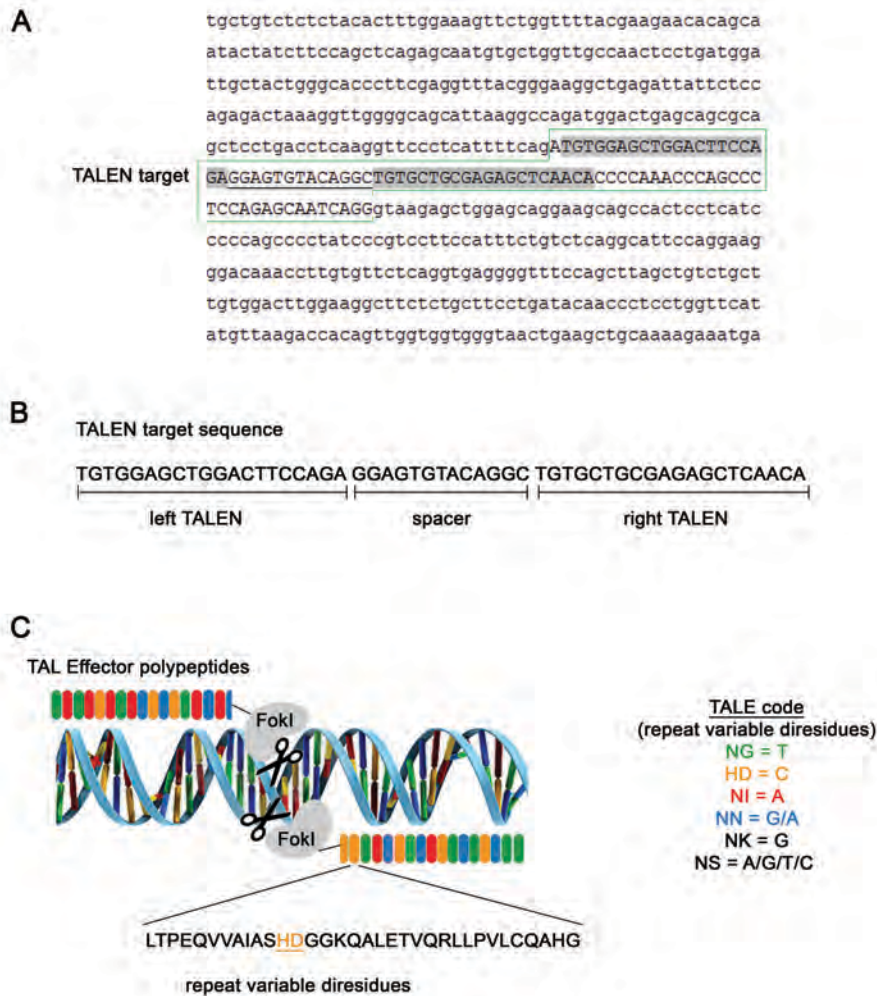 A
tgctgtctctctacactttggaaagttctggttttacgaagaacacagca
atactatcttccagctcagagcaatgtgctggttgccaactcctgatgga
ttgctactgggcacccttcgaggtttacgggaaggctgagattattctcc
agagactaaaggttggggcagcattaaggccagatggactgagcagcgca
gctcctgacctcaaggttccctcattttcagATGTGGAGCTGGACTTCCA
TALEN target
GAGGAGTGTACAGGCTGTGCTGCGAGAGCTCAACACCCCAAACCCAGCCC
TCCAGAGCAATCAGGgtaagagctggagcaggaagcagccactcctcatc
ccccagcccctatcccgtccttccatttctgtctcaggcattccaggaag
ggacaaaccttgtgttctcaggtgaggggtttccagcttagctgtctgct
tgtggacttggaaggcttctctgcttcctgatacaaccctcctggttcat
atgttaagaccacagttggtggtgggtaactgaagctgcaaaagaaatga
B
TALEN target sequence
TGTGGAGCTGGACTTCCAGA GGAGTGTACAGGC TGTGCTGCGAGAGCTCAACA
left TALEN spacer right TALEN
C
TAL Effector polypeptides
FokI
FokI
TALE code
(repeat variable diresidues)
NG = T
HD = C
NI = A
NN = G/A
NK = G
NS = A/G/T/C
LTPEQVVAIASHDGGKQALETVQRLLPVLCQAHG
repeat variable diresidues